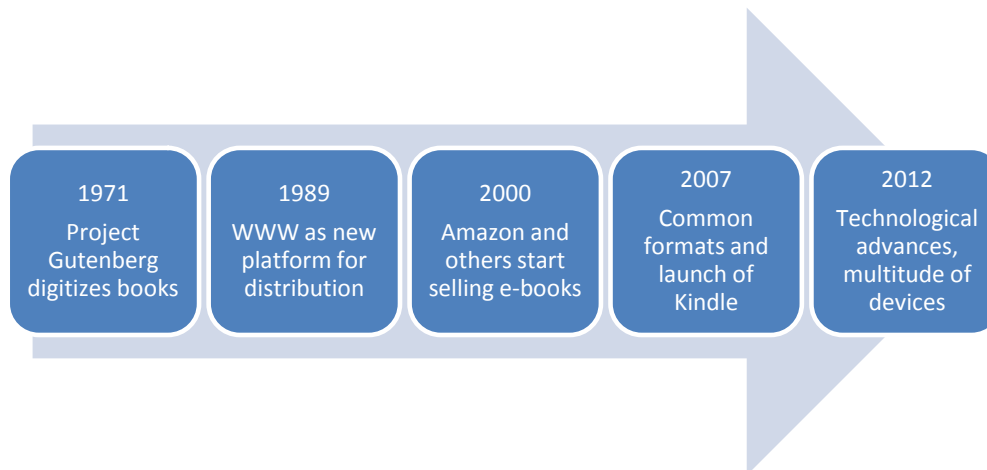 1971
Project
Gutenberg
digitizes books
1989
WWW as new
platform for
distribution
2000
Amazon and
others start
selling e-books
2007
Common
formats and
launch of
Kindle
2012
Technological
advances,
multitude of
devices